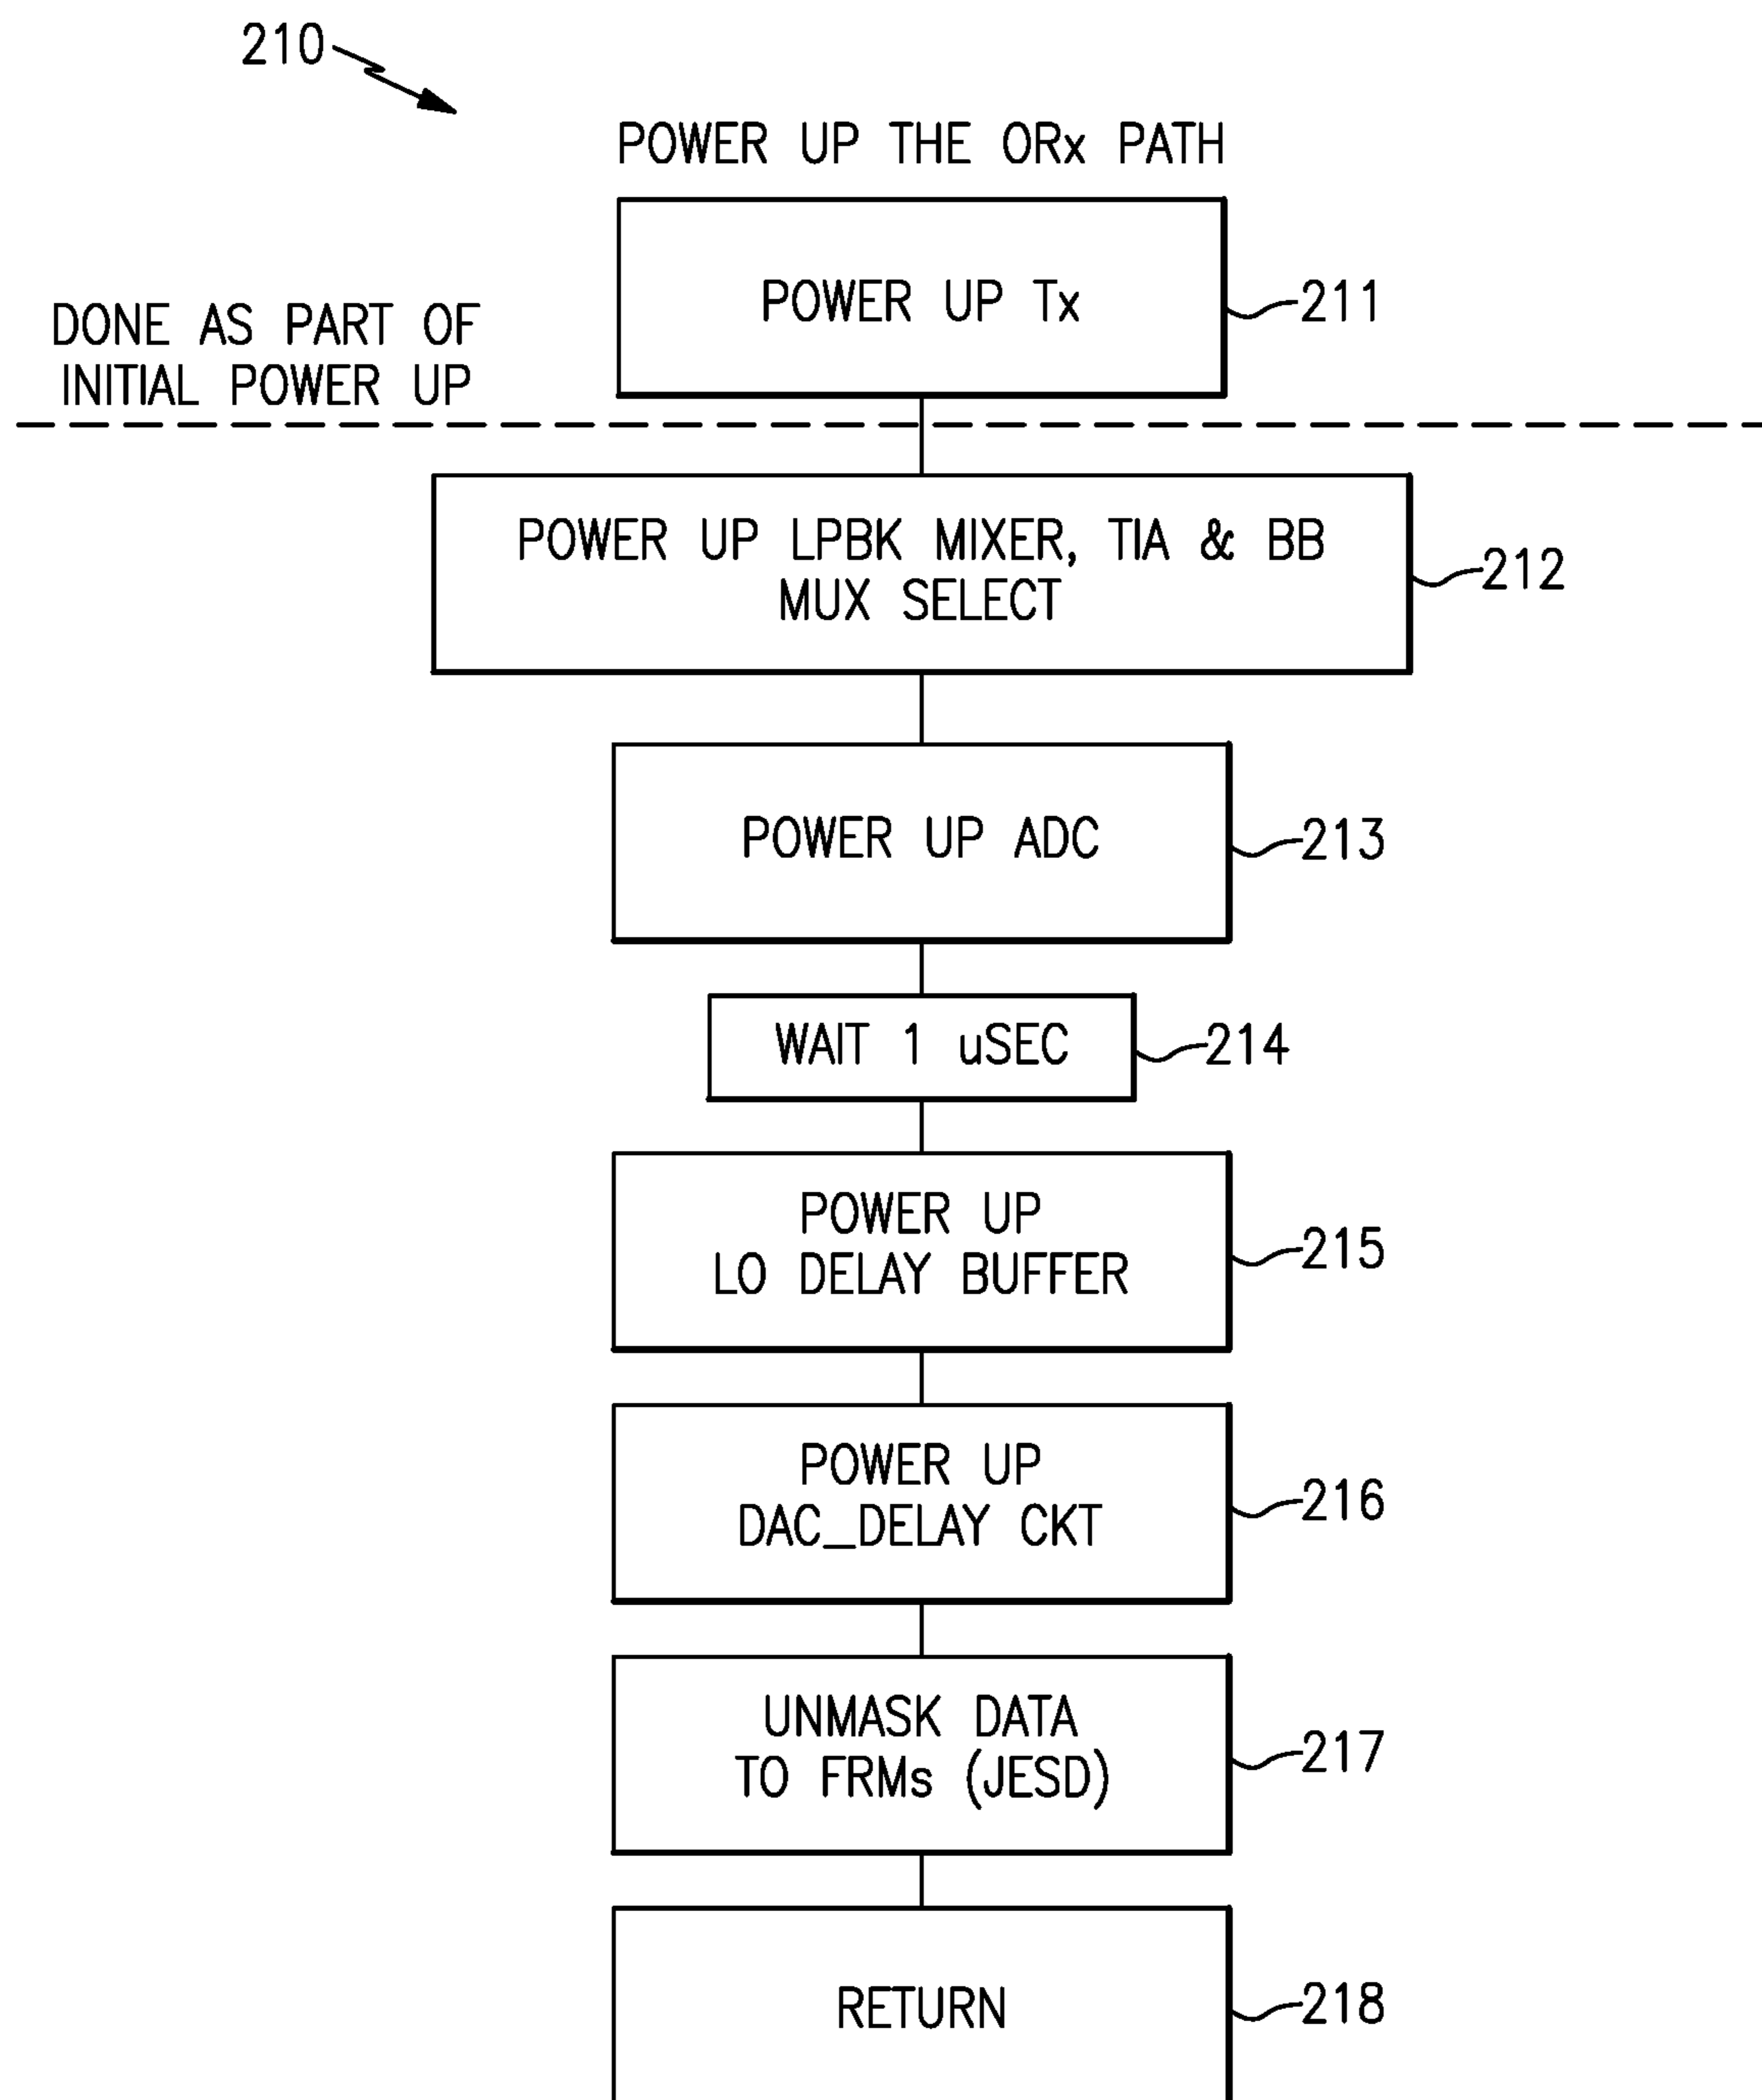 210
POWER UP THE ORx PATH
POWER UP Tx
211
DONE AS PART OF
INITIAL POWER UP
POWER UP LPBK MIXER, TIA & BB
MUX SELECT
212
POWER UP ADC
213
WAIT 1 uSEC
214
POWER UP
LO DELAY BUFFER
215
POWER UP
DAC_DELAY CKT
216
UNMASK DATA
TO FRMs (JESD)
217
RETURN
218